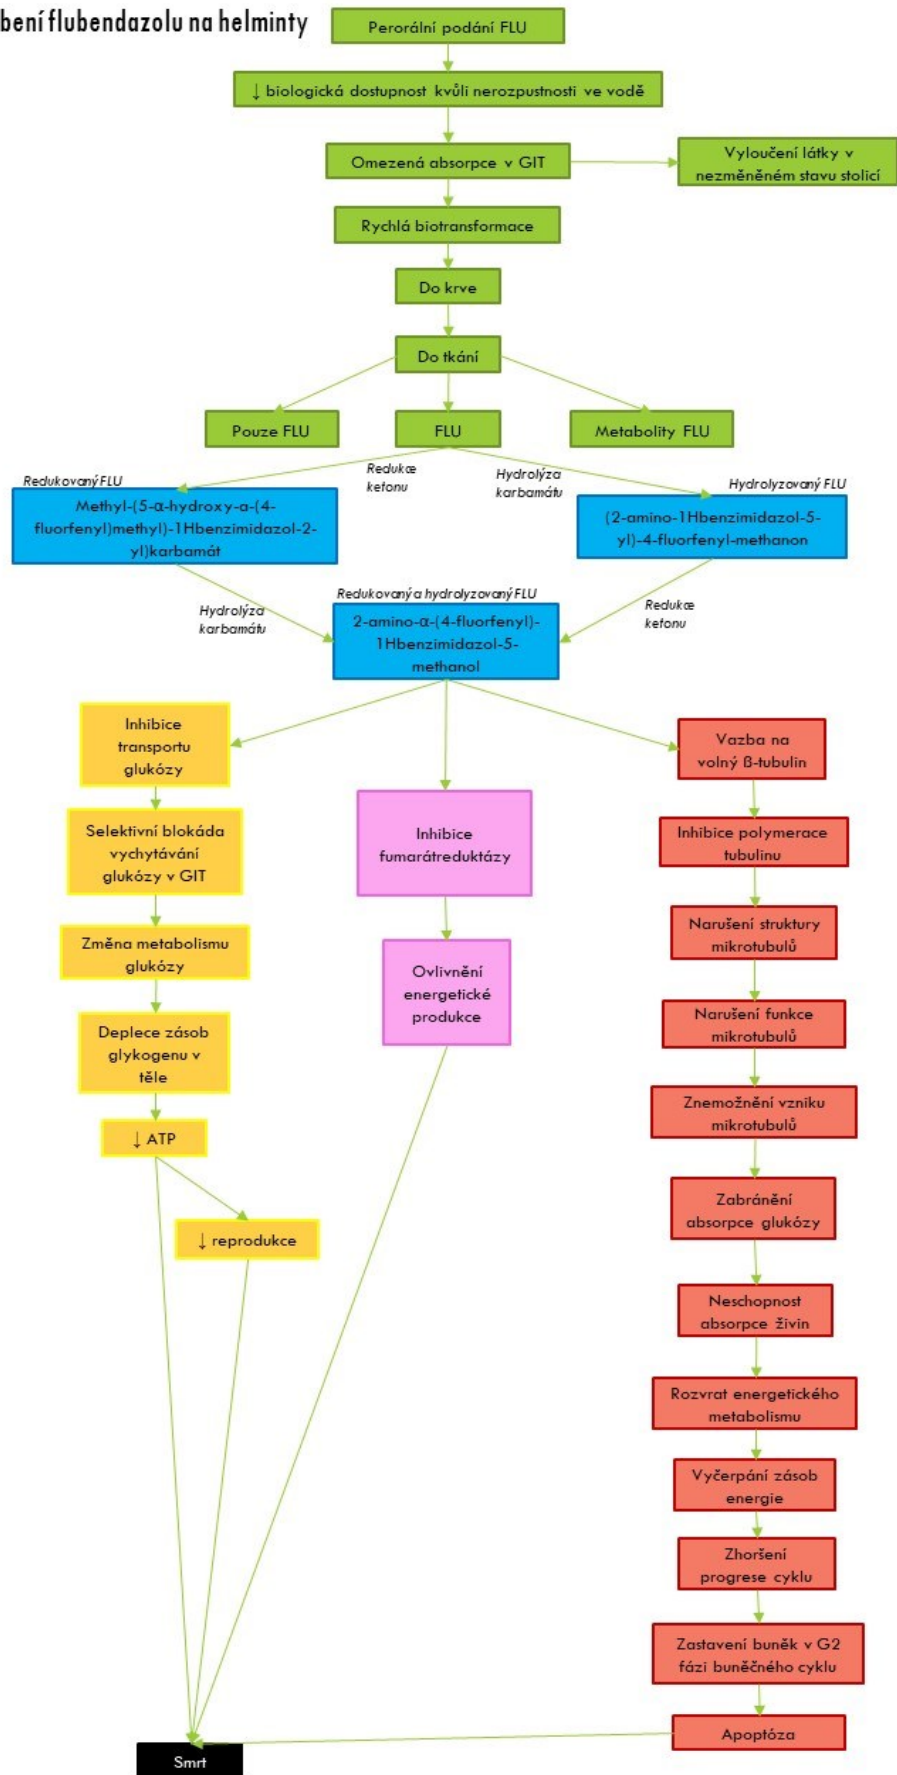 bení flubendazolu na helminty
Perorální podání FLU
↓ biologická dostupnost kvůli nerozpustnosti ve vodě
Omezená absorpce v GIT
Vyloučení látky v
nezměněném stavu stolicí
Rychlá biotransformace
Do krve
Do tkání
Pouze FLU
FLU
Metabolity FLU
Redukce
ketonu
Hydrolýza
karbamátu
Redukovaný FLU
Methyl-(5-α-hydroxy-a-(4-
fluorfenyl)methyl)-1Hbenzimidazol-2-
yl)karbamát
Hydrolyzovaný FLU
(2-amino-1Hbenzimidazol-5-
yl)-4-fluorfenyl-methanon
Hydrolýza
karbamátu
Redukce
ketonu
Redukovaný a hydrolyzovaný FLU
2-amino-α-(4-fluorfenyl)-
1Hbenzimidazol-5-
methanol
Inhibice
transportu
glukózy
Selektivní blokáda
vychytávání
glukózy v GIT
Změna metabolismu
glukózy
Deplece zásob
glykogenu v
těle
↓ ATP
↓ reprodukce
Inhibice
fumarátreduktázy
Ovlivnění
energetické
produkce
Vazba na
volný ß-tubulin
Inhibice polymerace
tubulinu
Narušení struktury
mikrotubulů
Narušení funkce
mikrotubulů
Znemožnění vzniku
mikrotubulů
Zabránění
absorpce glukózy
Neschopnost
absorpce živin
Rozvrat energetického
metabolismu
Vyčerpání zásob
energie
Zhoršení
progrese cyklu
Zastavení buněk v G2
fázi buněčného cyklu
Apoptóza
Smrt